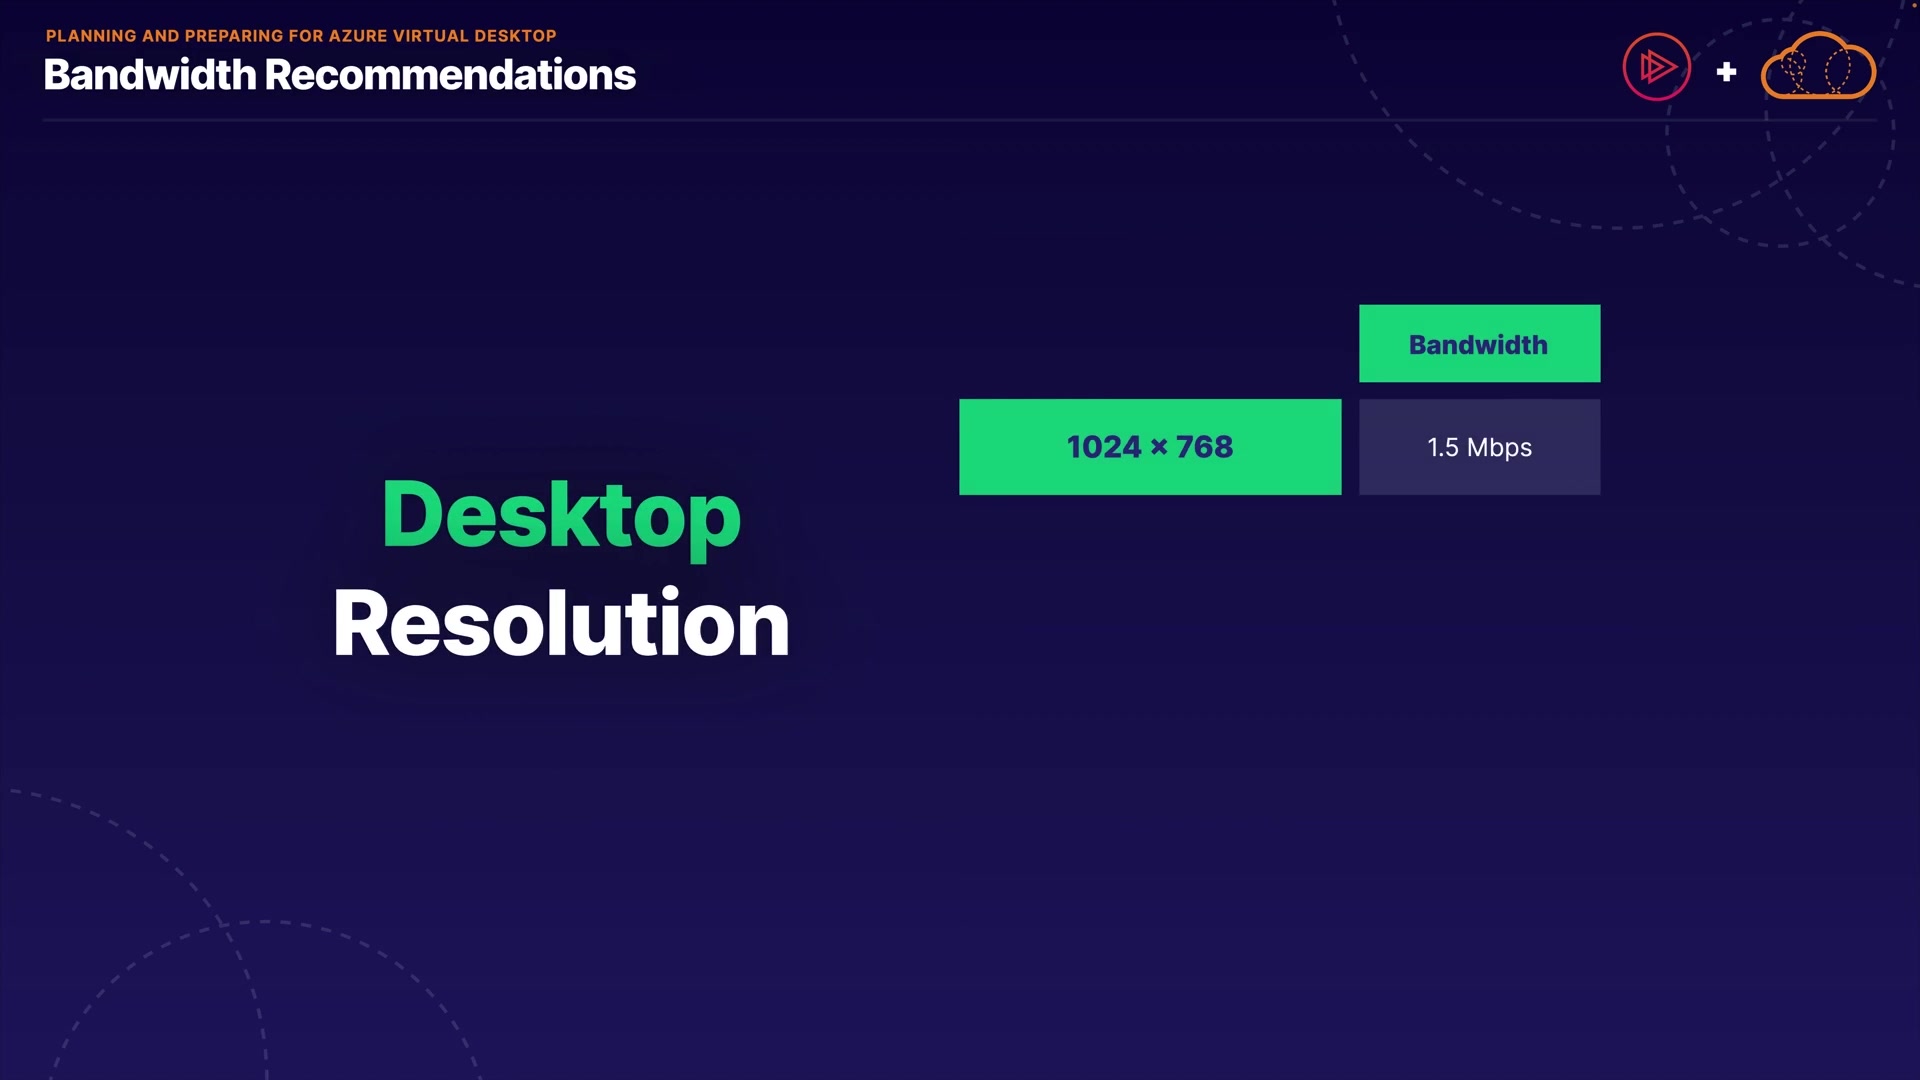 PLANNING AND PREPARING FOR AZURE VIRTUAL DESKTOP
Bandwidth Recommendations
Desktop
Resolution
Bandwidth
1024 × 768
1.5 Mbps